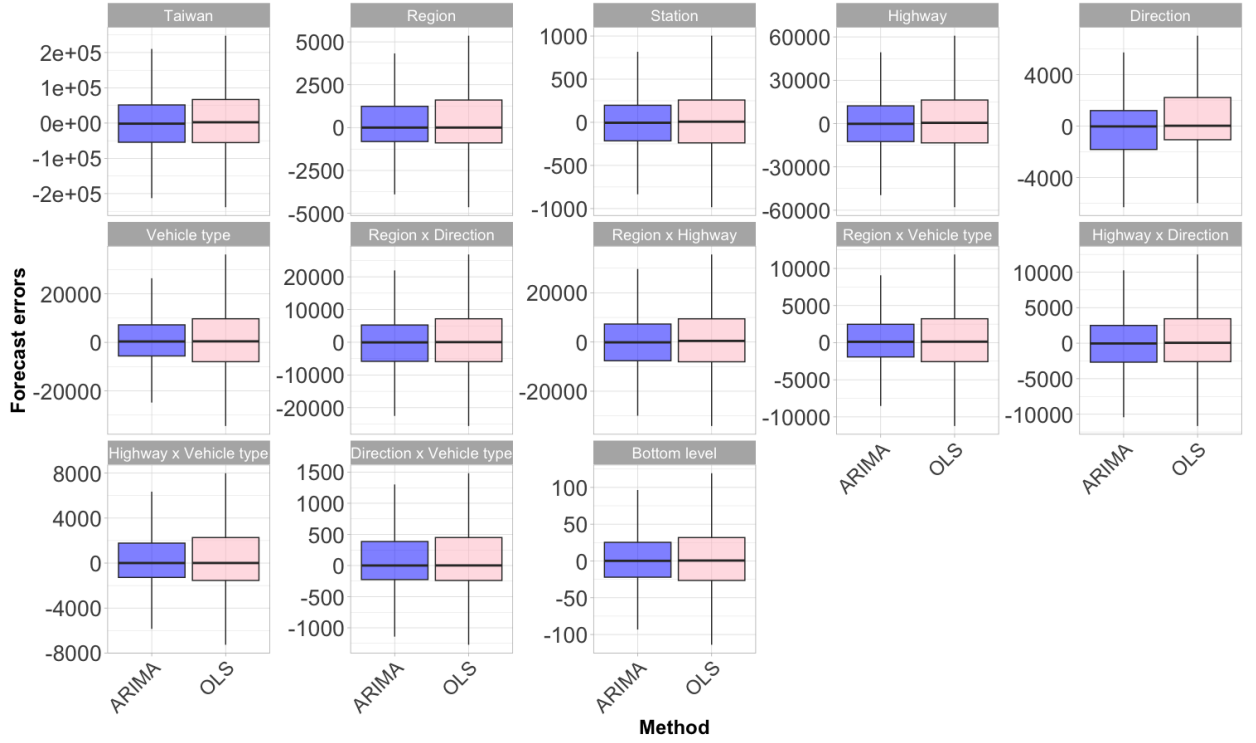 Taiwan
2e+05
1e+05
0e+00
-1e+05
-2e+05
Region
5000
2500
0
-2500
-5000
Station
1000
500
0
-500
-1000
Highway
60000
30000
0
-30000
-60000
Direction
4000
0
-4000
Vehicle type
20000
0
-20000
Region x Direction
20000
10000
0
-10000
-20000
Region x Highway
20000
0
-20000
Region x Vehicle type
10000
5000
0
-5000
-10000
ARIMA
OLS
Highway x Direction
10000
5000
0
-5000
-10000
ARIMA
OLS
Highway x Vehicle type
8000
4000
0
-4000
-8000
ARIMA
OLS
Direction x Vehicle type
1500
1000
500
0
-500
-1000
ARIMA
OLS
Bottom level
100
50
0
-50
-100
ARIMA
OLS
Forecast errors
Method